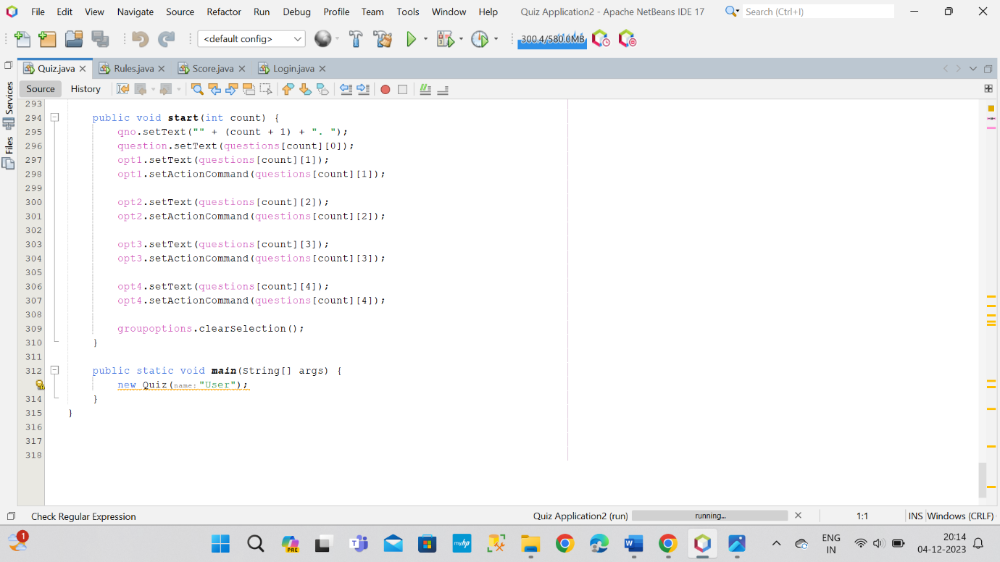 File Edit View Navigate Source Refactor Run Debug Profile Team Tools Window Help Quiz Application2 - Apache NetBeans IDE 17 Search (Ctrl+I)
<default config> 300.4/580.0MB
Quiz.java Rules.java Score.java Login.java
Source History
Services
Files
293
294 public void start(int count) {
295 qno.setText("" + (count + 1) + ". ");
296 question.setText(questions[count][0]);
297 opt1.setText(questions[count][1]);
298 opt1.setActionCommand(questions[count][1]);
299
300 opt2.setText(questions[count][2]);
301 opt2.setActionCommand(questions[count][2]);
302
303 opt3.setText(questions[count][3]);
304 opt3.setActionCommand(questions[count][3]);
305
306 opt4.setText(questions[count][4]);
307 opt4.setActionCommand(questions[count][4]);
308
309 groupoptions.clearSelection();
310 }
311
312 public static void main(String[] args) {
new Quiz(name: "User");
314 }
315 }
316
317
318
Check Regular Expression Quiz Application2 (run) running... 1:1 INS Windows (CRLF)
1 PRE myhp ENG IN 20:14
04-12-2023